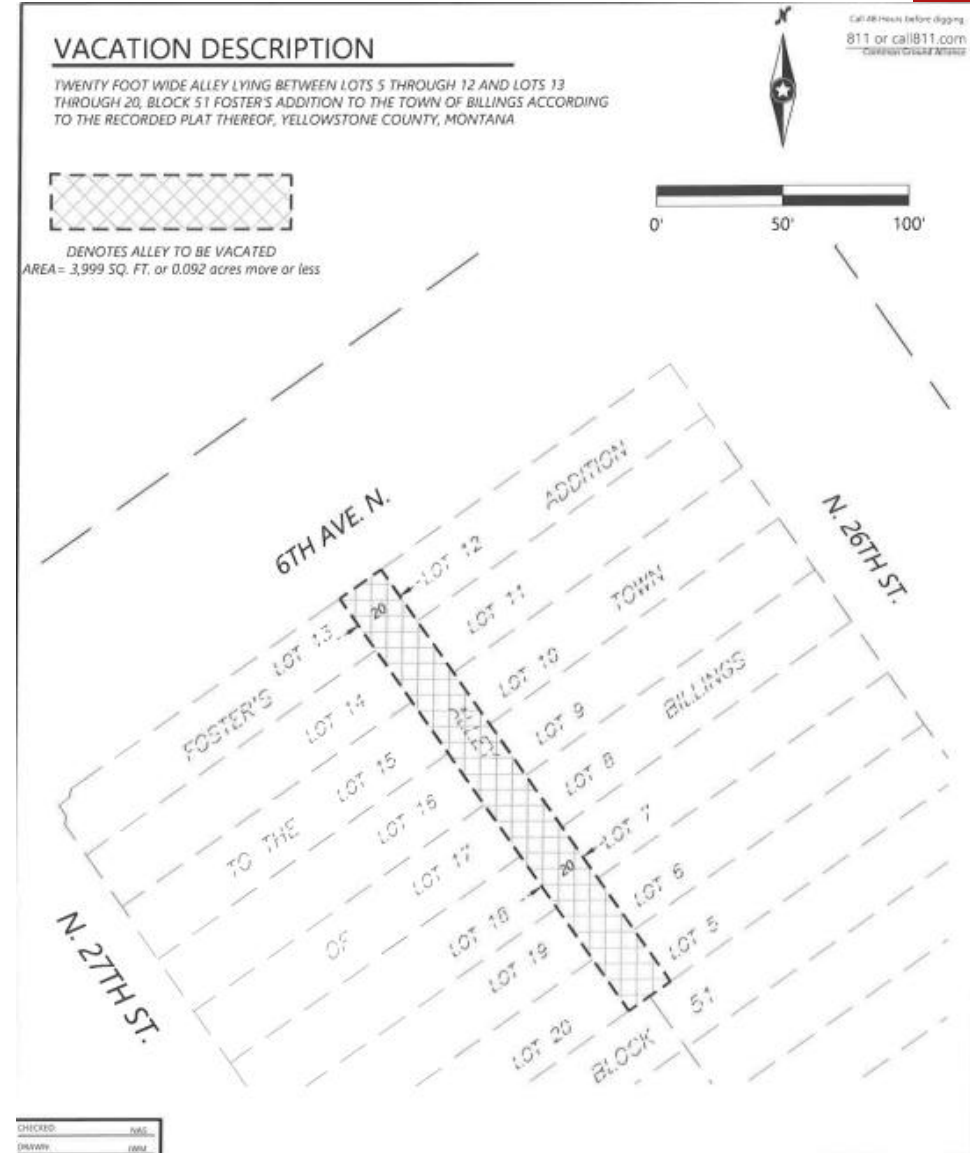 VACATION DESCRIPTION
TWENTY FOOT WIDE ALLEY LYING BETWEEN LOTS 5 THROUGH 12 AND LOTS 13
THROUGH 20, BLOCK 51 FOSTER'S ADDITION TO THE TOWN OF BILLINGS ACCORDING
TO THE RECORDED PLAT THEREOF, YELLOWSTONE COUNTY, MONTANA
N
Call 48 Hours before digging
811 or call811.com
Common Ground Alliance
0'
50'
100'
DENOTES ALLEY TO BE VACATED
AREA= 3,999 SQ. FT. or 0.092 acres more or less
6TH AVE. N.
N. 26TH ST.
N. 27TH ST.
FOSTER'S
ADDITION
TO THE
TOWN
OF
BILLINGS
LOT 12
LOT 11
LOT 10
LOT 9
LOT 8
LOT 7
LOT 6
LOT 5
LOT 13
LOT 14
LOT 15
LOT 16
LOT 17
LOT 18
LOT 19
LOT 20
20
20
BLOCK 51
CHECKED: NAS
DRAWN: JWM